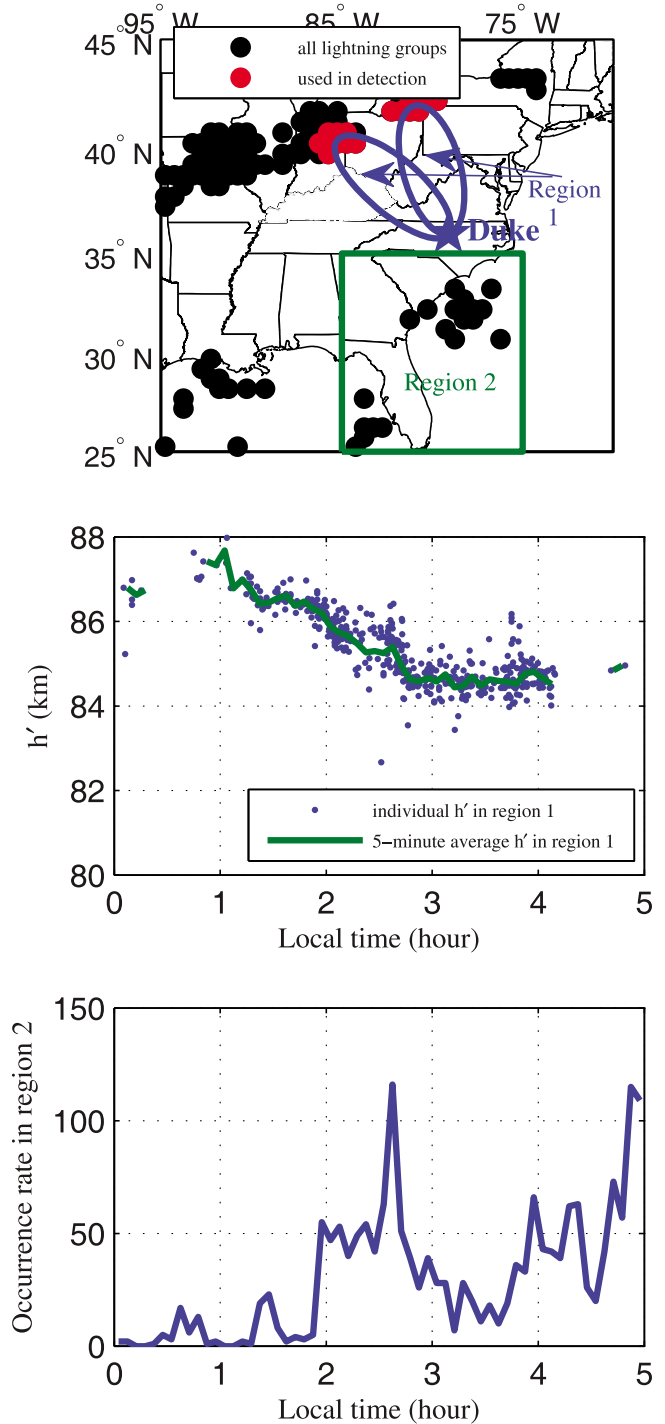 95° W 85° W 75° W
45° N
all lightning groups
used in detection
40° N
Region
1
Duke
35° N
30° N
Region 2
25° N
88
86
84
82
80
h′ (km)
individual h′ in region 1
5−minute average h′ in region 1
0 1 2 3 4 5
Local time (hour)
150
100
50
0
Occurrence rate in region 2
0 1 2 3 4 5
Local time (hour)